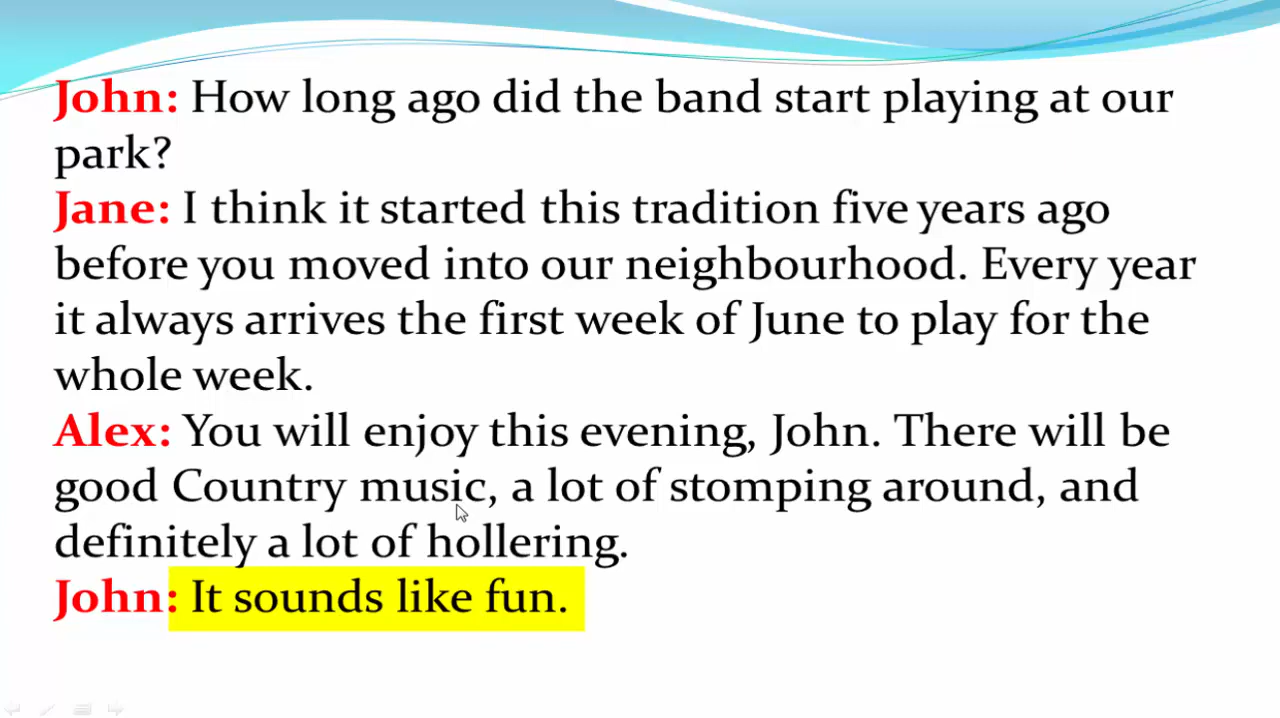 John: How long ago did the band start playing at our
park?
Jane: I think it started this tradition five years ago
before you moved into our neighbourhood. Every year
it always arrives the first week of June to play for the
whole week.
Alex: You will enjoy this evening, John. There will be
good Country music, a lot of stomping around, and
definitely a lot of hollering.
John: It sounds like fun.